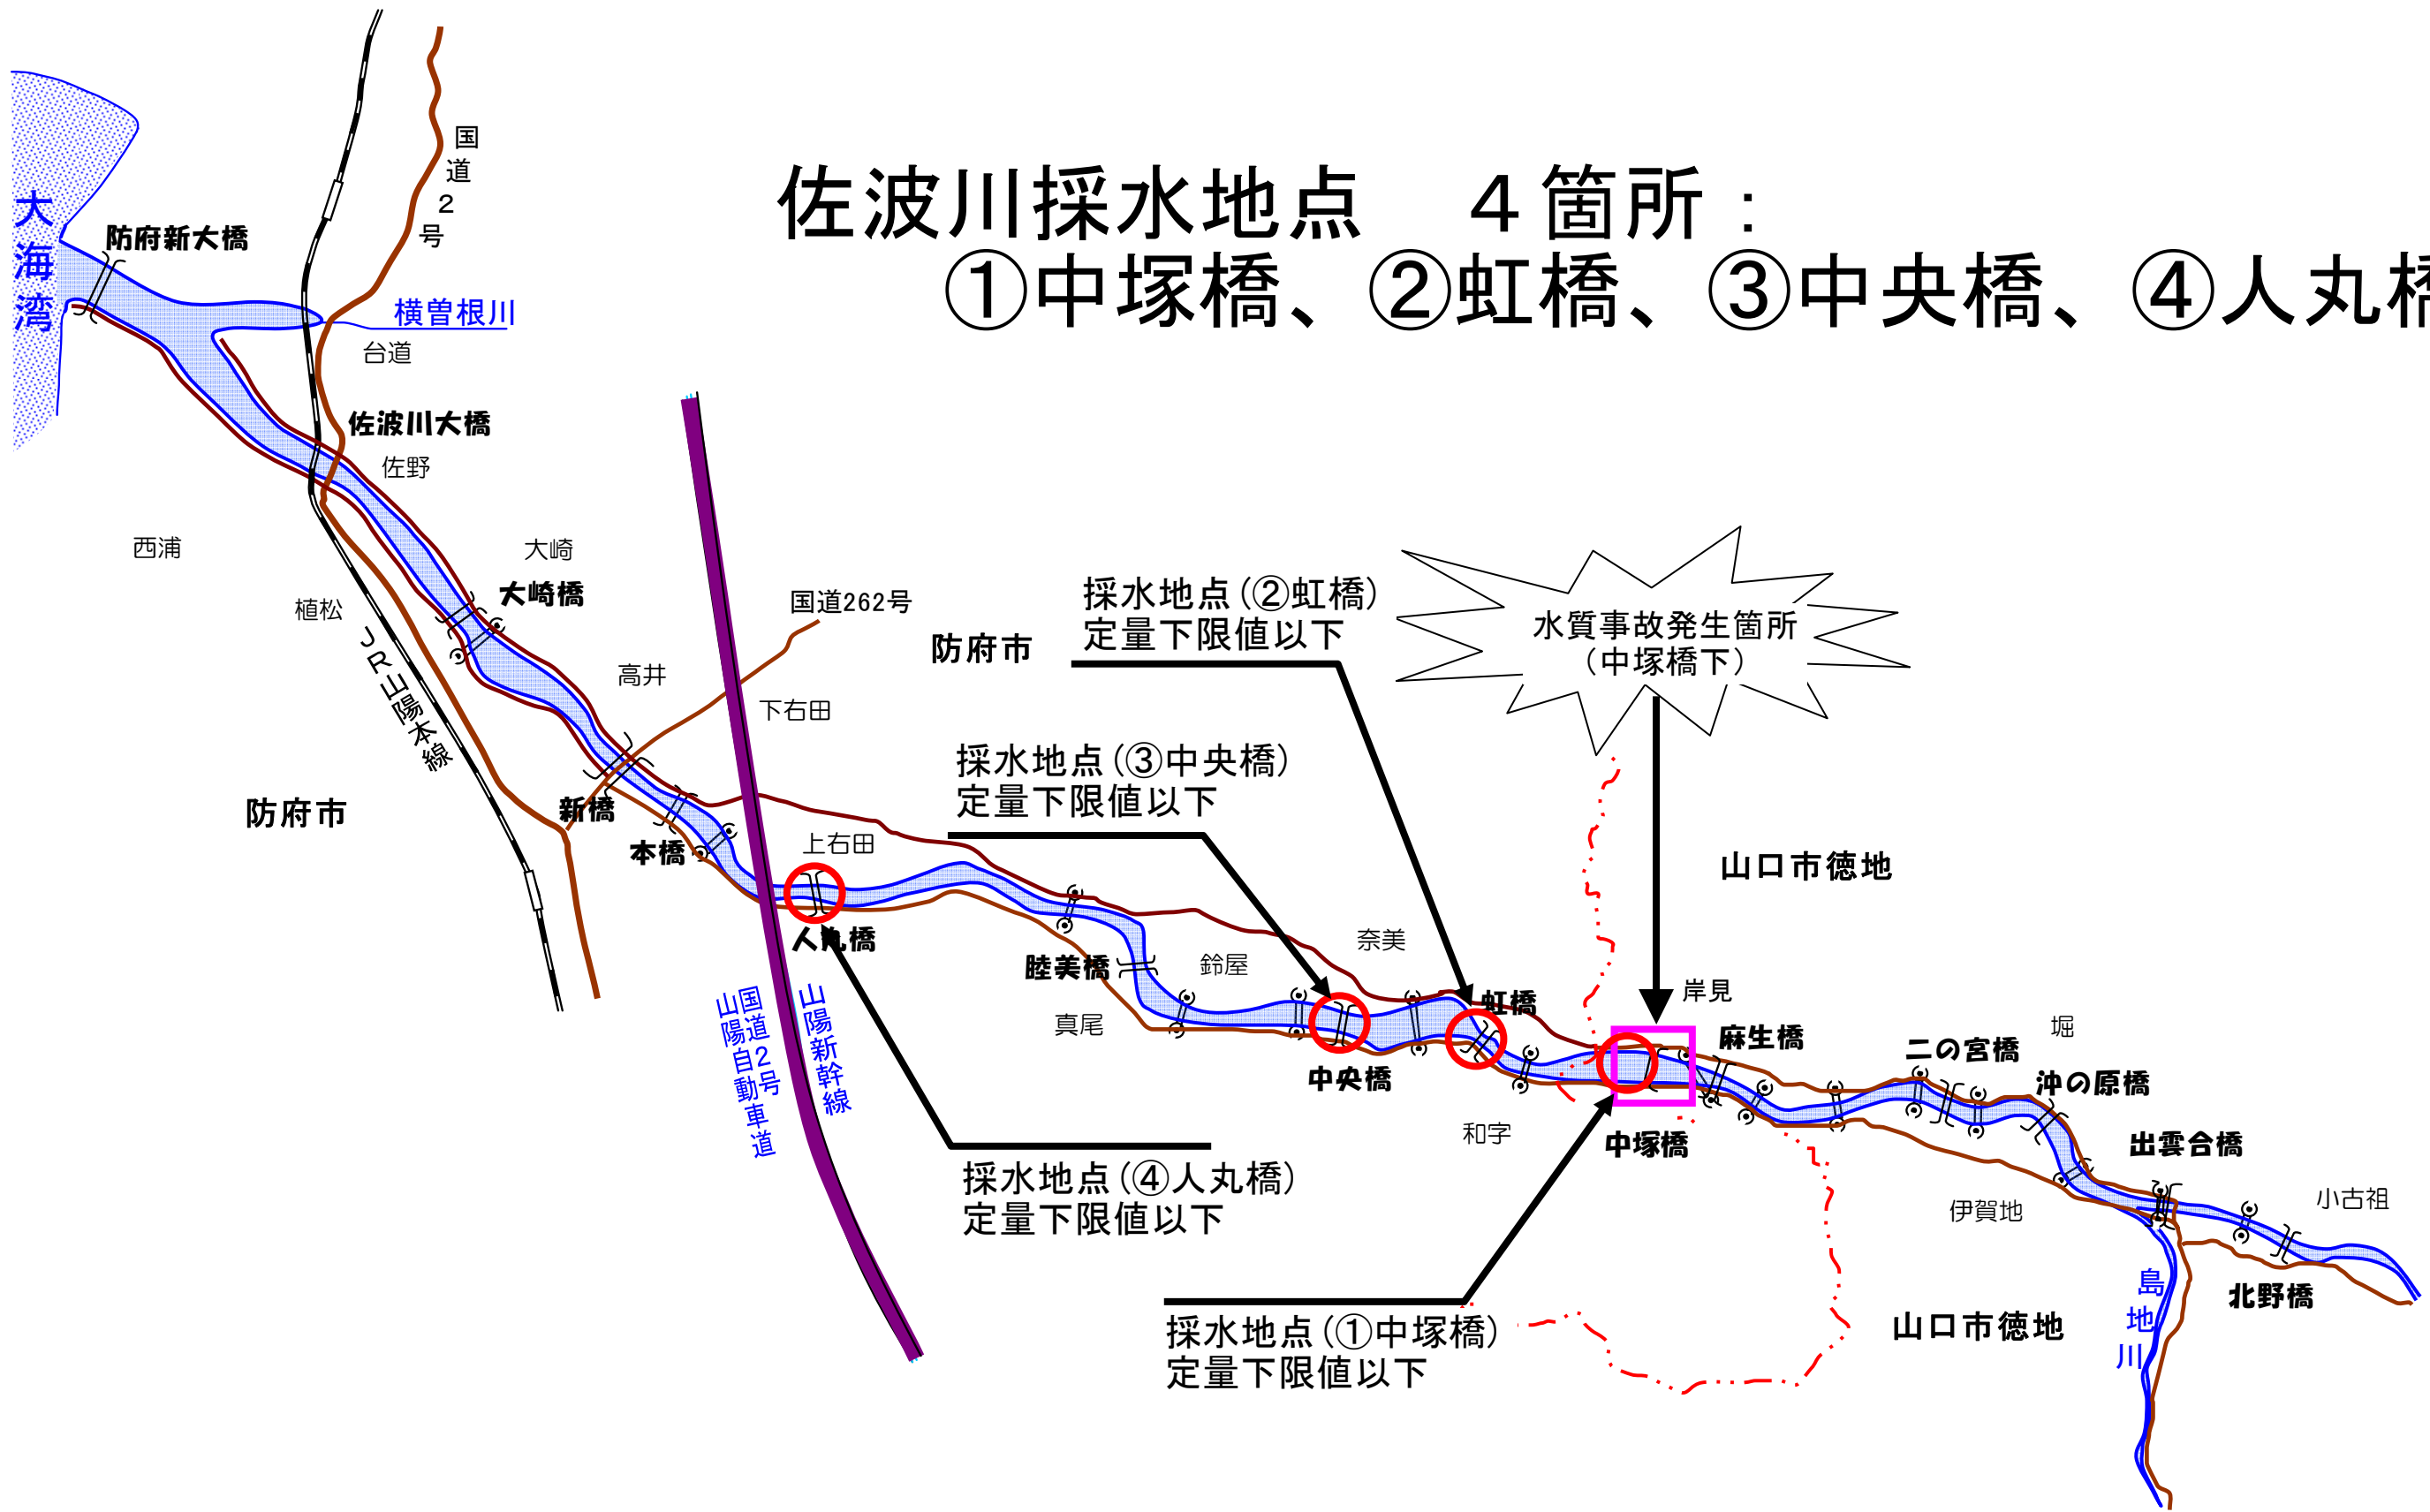 佐波川採水地点　４箇所：
①中塚橋、②虹橋、③中央橋、④人丸橋
大海湾
防府新大橋
国道２号
横曽根川
台道
佐波川大橋
佐野
西浦
大崎
大崎橋
植松
ＪＲ山陽本線
高井
国道262号
防府市
下右田
採水地点(②虹橋)
定量下限値以下
水質事故発生箇所
（中塚橋下）
採水地点(③中央橋)
定量下限値以下
防府市
新橋
本橋
上右田
山口市徳地
人丸橋
睦美橋
鈴屋
奈美
真尾
虹橋
岸見
麻生橋
中央橋
二の宮橋
堀
沖の原橋
国道２号
山陽自動車道
山陽新幹線
和字
中塚橋
出雲合橋
採水地点(④人丸橋)
定量下限値以下
伊賀地
小古祖
島地川
北野橋
採水地点(①中塚橋)
定量下限値以下
山口市徳地